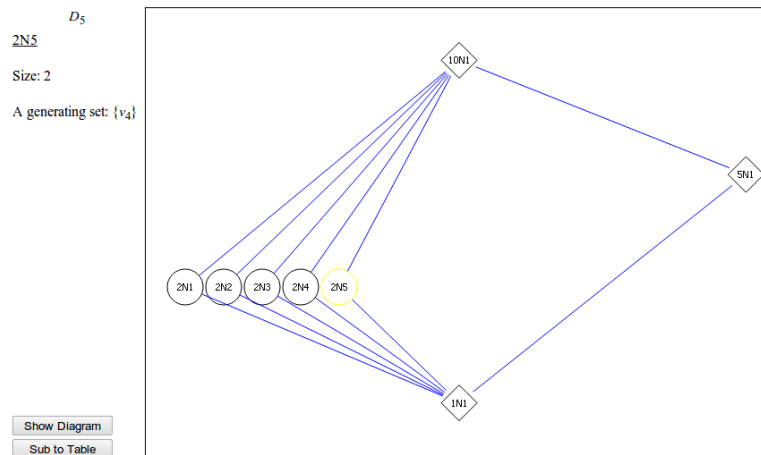 D5
2N5
Size: 2
A generating set: {v4}
10N1
5N1
2N1 2N2 2N3 2N4 2N5
1N1
Show Diagram
Sub to Table